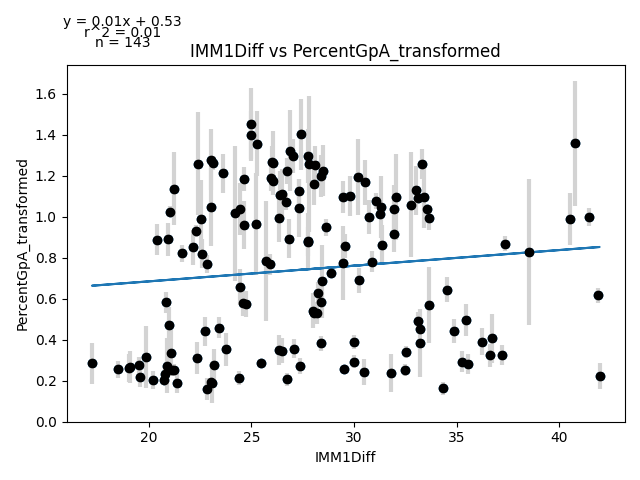 y = 0.01x + 0.53
r^2 = 0.01
n = 143
IMM1Diff vs PercentGpA_transformed
PercentGpA_transformed
1.6
1.4
1.2
1.0
0.8
0.6
0.4
0.2
0.0
20 25 30 35 40
IMM1Diff